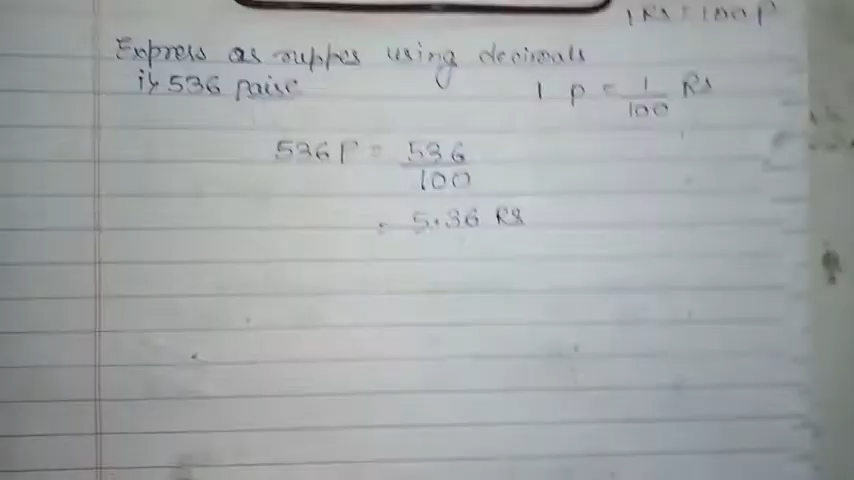 1 Rs = 100 P
Express as ruppes using decimals
i) 536 paise
1 p = 1/100 Rs
536 P = 536/100
= 5.36 Rs